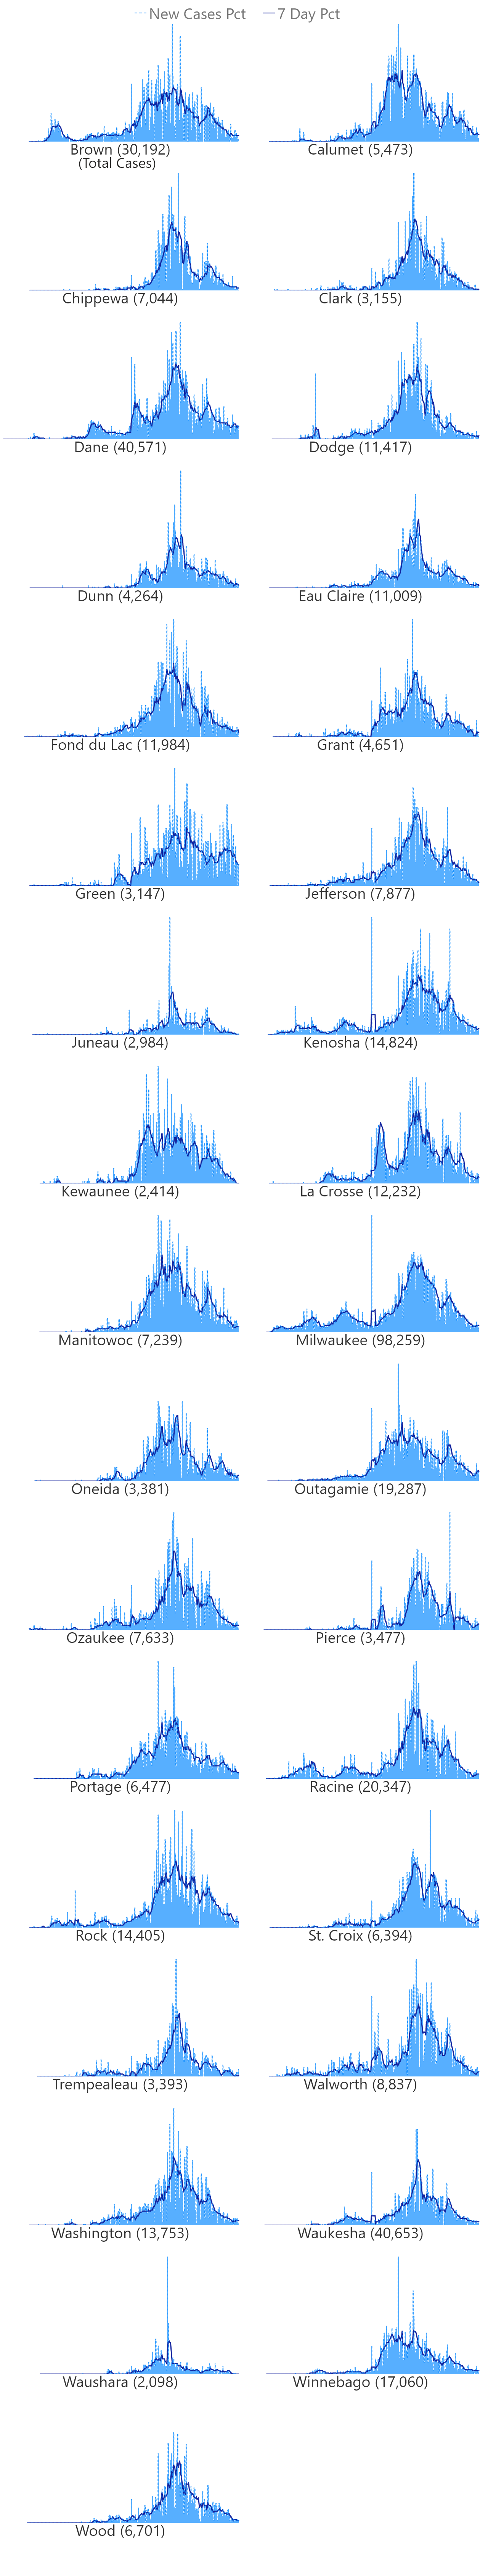 New Cases Pct 7 Day Pct
Brown (30,192) Calumet (5,473)
(Total Cases)
Chippewa (7,044) Clark (3,155)
Dane (40,571) Dodge (11,417)
Dunn (4,264) Eau Claire (11,009)
Fond du Lac (11,984) Grant (4,651)
Green (3,147) Jefferson (7,877)
Juneau (2,984) Kenosha (14,824)
Kewaunee (2,414) La Crosse (12,232)
Manitowoc (7,239) Milwaukee (98,259)
Oneida (3,381) Outagamie (19,287)
Ozaukee (7,633) Pierce (3,477)
Portage (6,477) Racine (20,347)
Rock (14,405) St. Croix (6,394)
Trempealeau (3,393) Walworth (8,837)
Washington (13,753) Waukesha (40,653)
Waushara (2,098) Winnebago (17,060)
Wood (6,701)